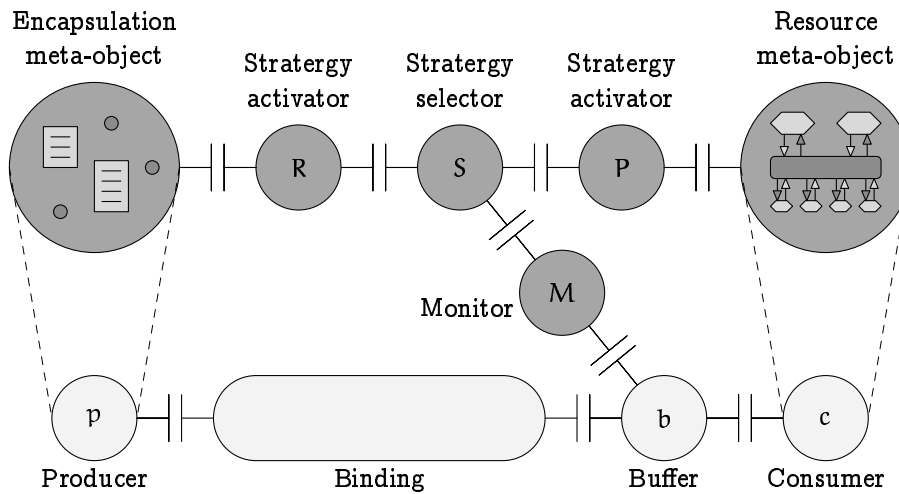 Encapsulation
meta-object
Resource
meta-object
Stratergy
activator
Stratergy
selector
Stratergy
activator
R
S
P
Monitor
M
p
b
c
Producer
Binding
Buffer
Consumer